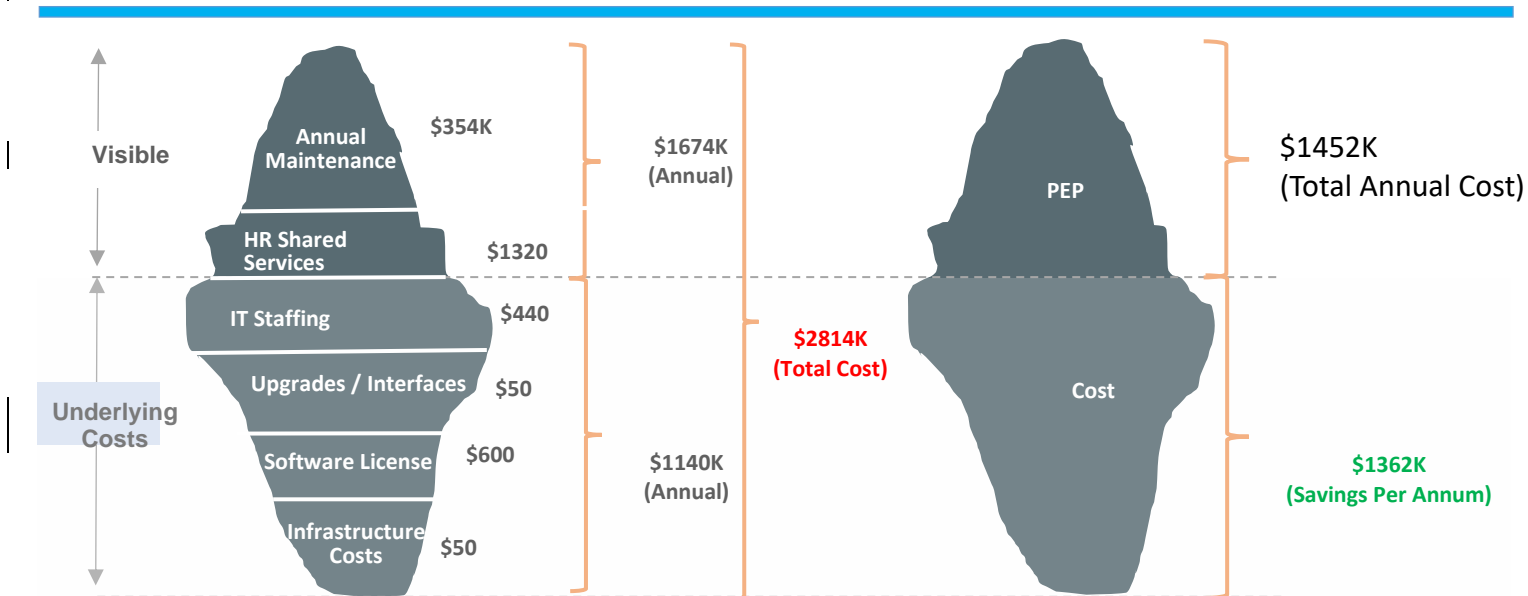 Visible
Annual
Maintenance
$354K
HR Shared
Services
$1320
$1674K
(Annual)
Underlying
Costs
IT Staffing
$440
Upgrades / Interfaces
$50
Software License
$600
Infrastructure
Costs
$50
$1140K
(Annual)
$2814K
(Total Cost)
PEP
Cost
$1452K
(Total Annual Cost)
$1362K
(Savings Per Annum)